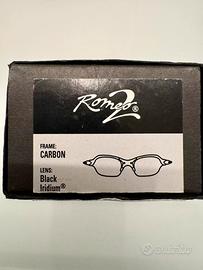 Romeo 2®
FRAME:
CARBON
LENS:
Black
Iridium®